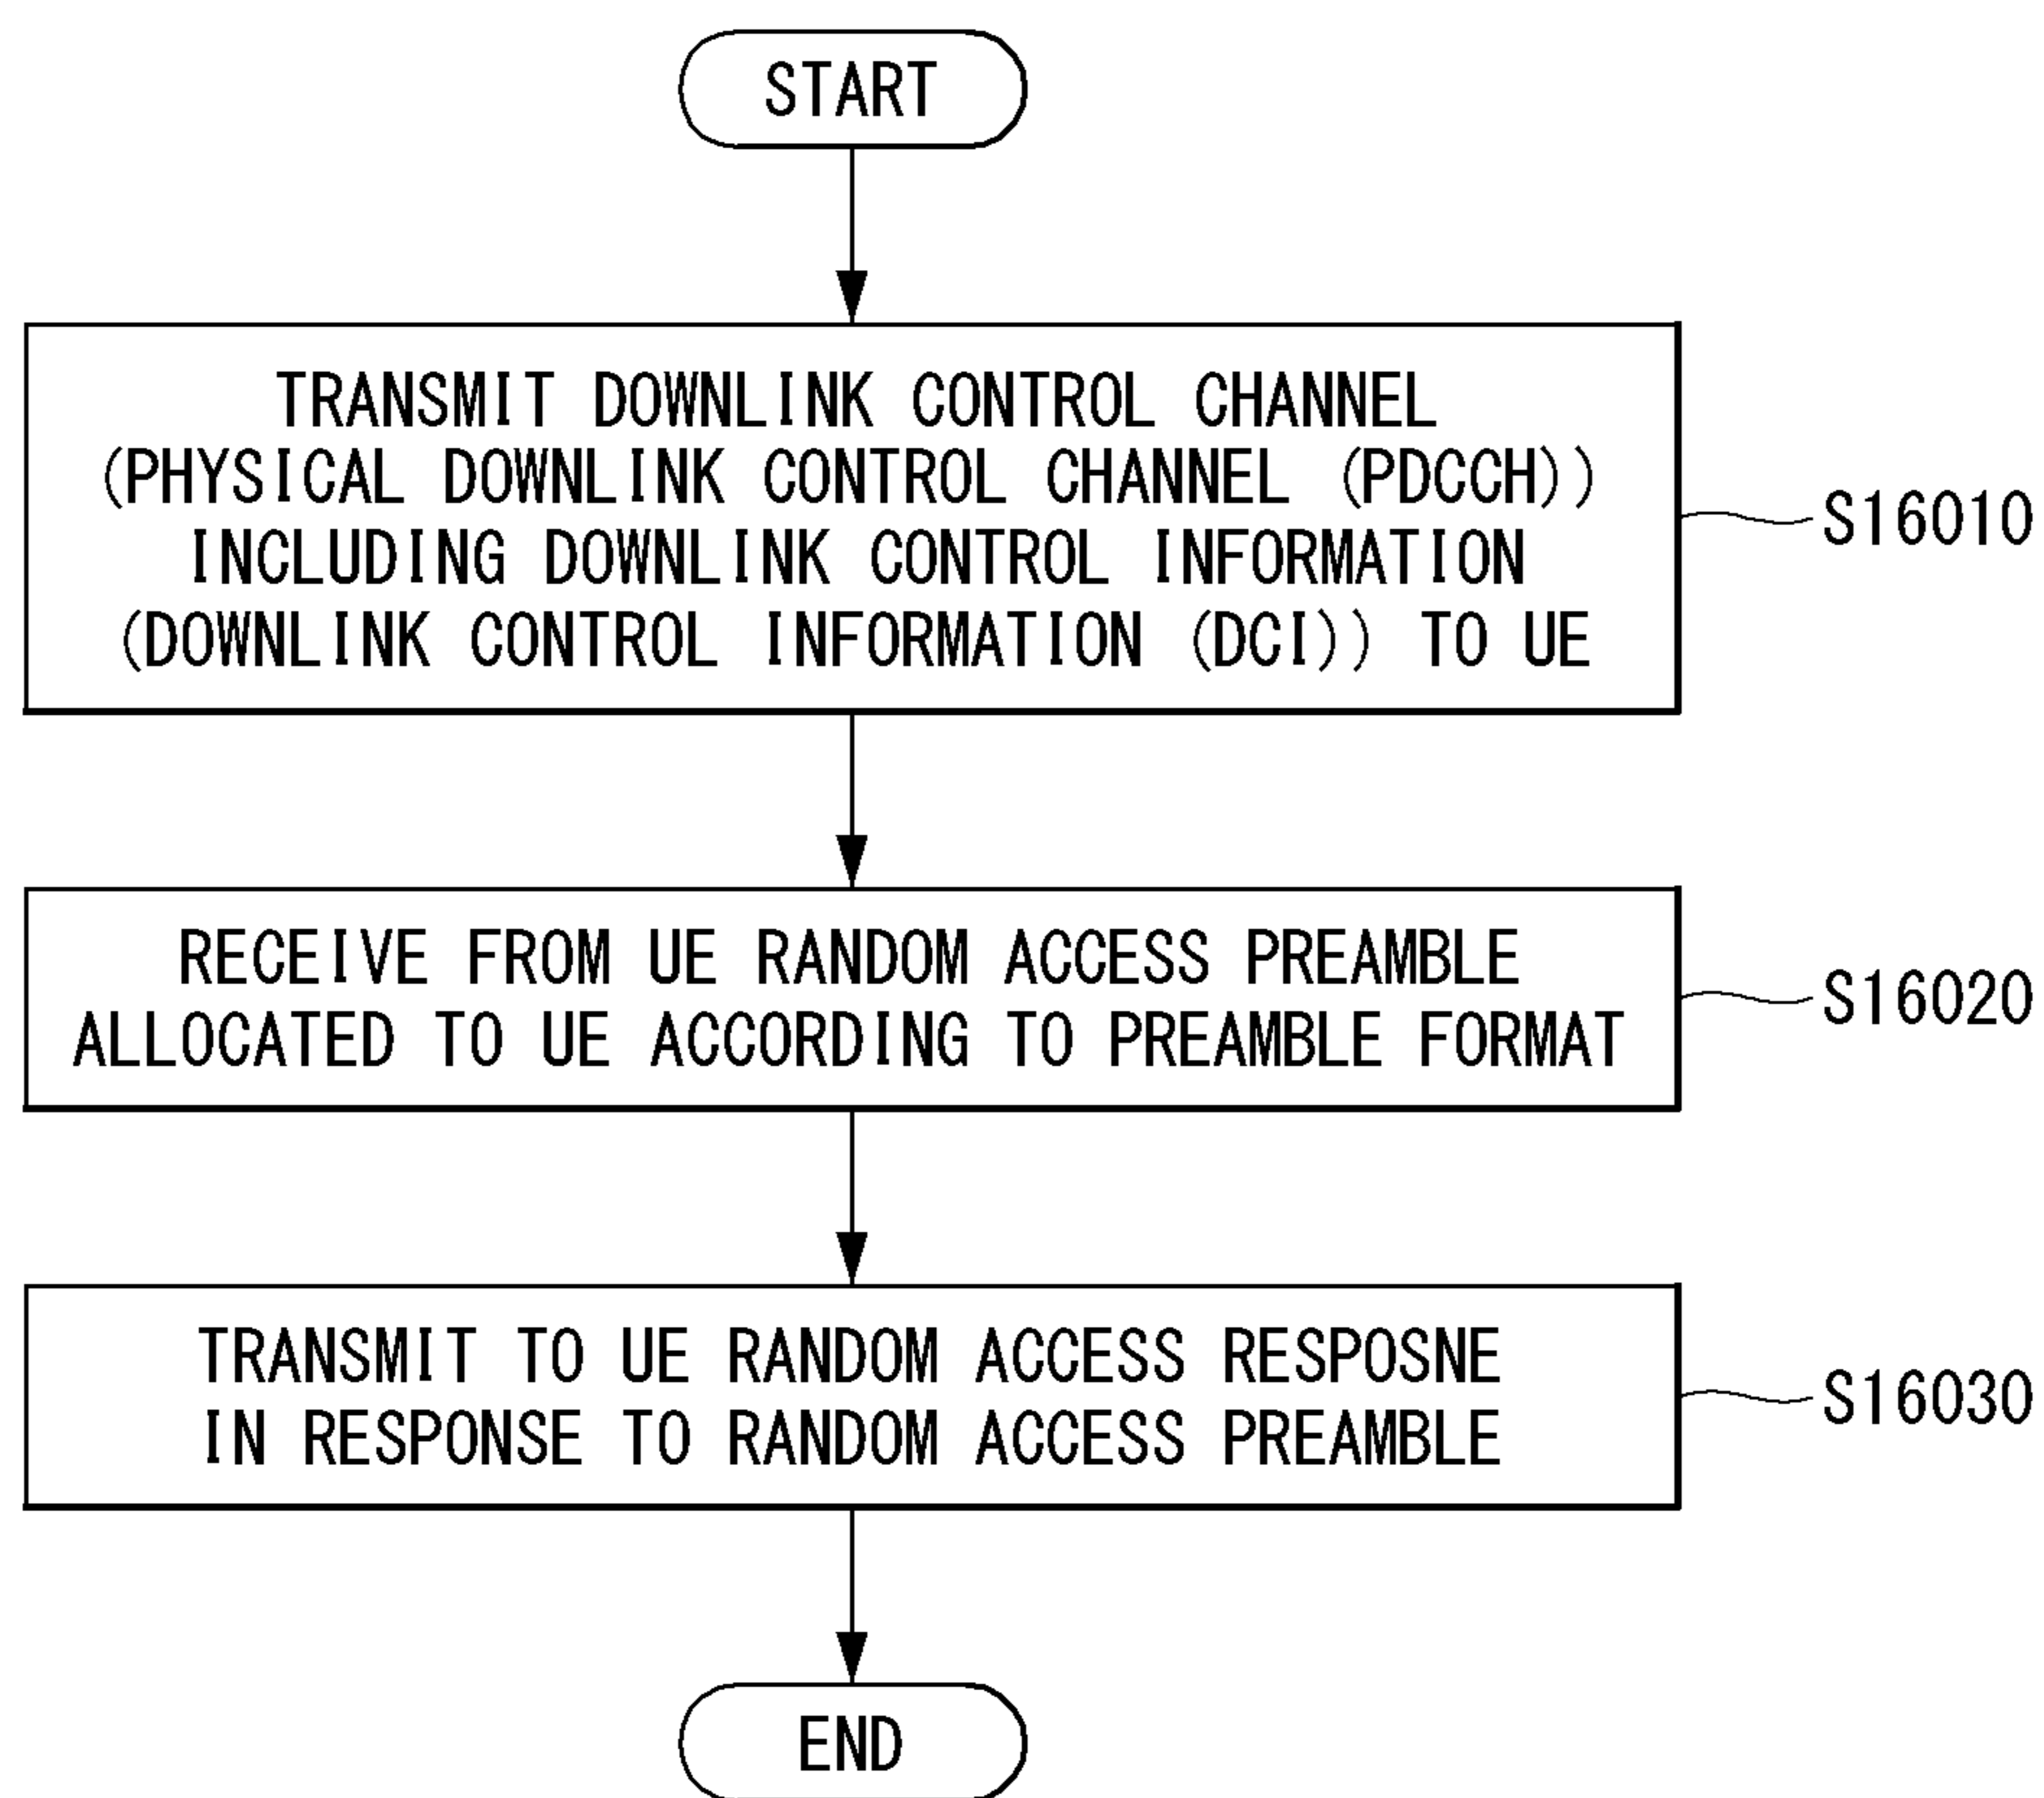 START
TRANSMIT DOWNLINK CONTROL CHANNEL
(PHYSICAL DOWNLINK CONTROL CHANNEL (PDCCH))
INCLUDING DOWNLINK CONTROL INFORMATION
(DOWNLINK CONTROL INFORMATION (DCI)) TO UE
S16010
RECEIVE FROM UE RANDOM ACCESS PREAMBLE
ALLOCATED TO UE ACCORDING TO PREAMBLE FORMAT
S16020
TRANSMIT TO UE RANDOM ACCESS RESPOSNE
IN RESPONSE TO RANDOM ACCESS PREAMBLE
S16030
END